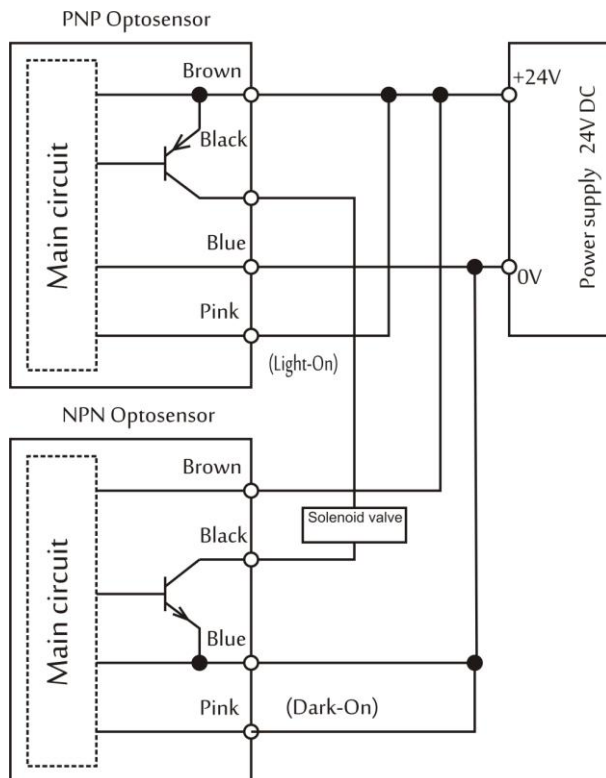 PNP Optosensor
Brown
+24V
Black
Main circuit
Power supply 24V DC
Blue
0V
Pink
(Light-On)
NPN Optosensor
Brown
Solenoid valve
Black
Main circuit
Blue
Pink
(Dark-On)